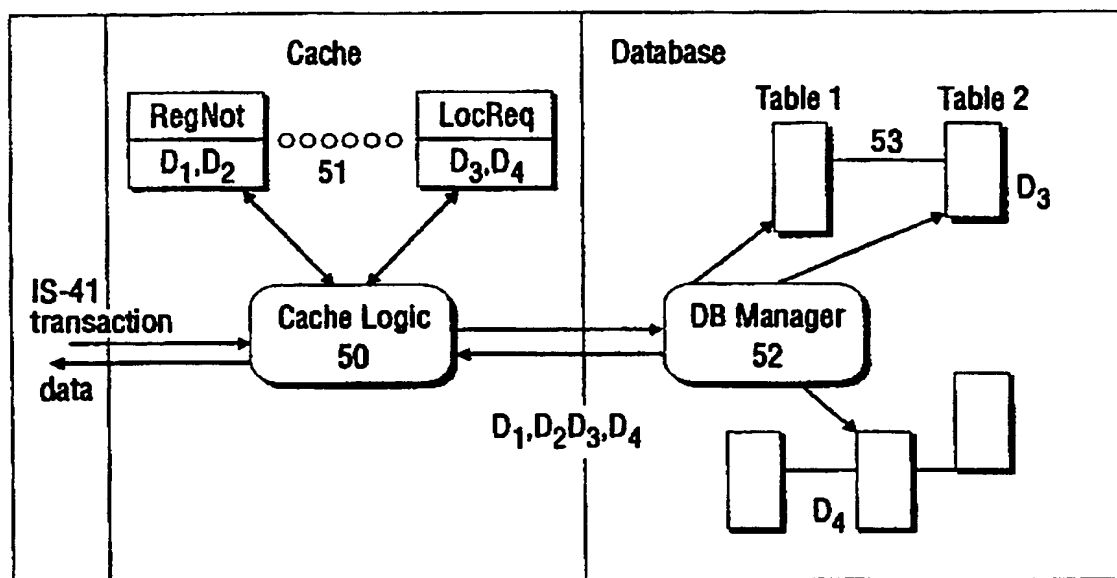 Cache
Database
RegNot
D1,D2
51
LocReq
D3,D4
Table 1
Table 2
53
D3
IS-41
transaction
data
Cache Logic
50
DB Manager
52
D1,D2D3,D4
D4